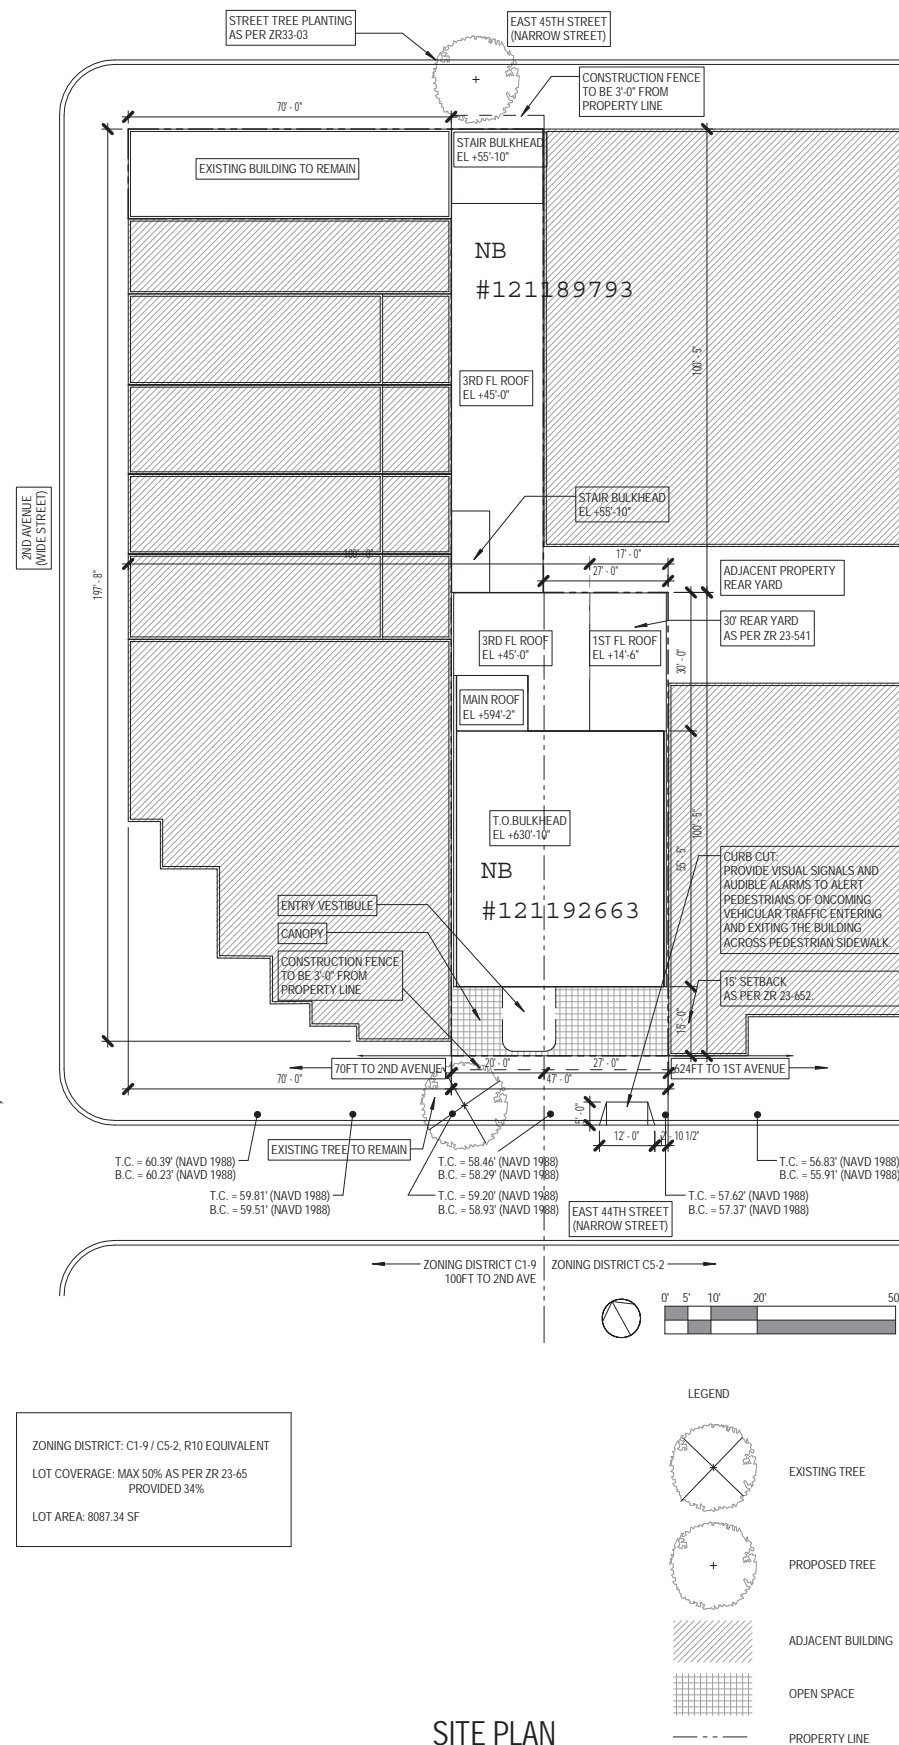 STREET TREE PLANTING
AS PER ZR33-03
EAST 45TH STREET
(NARROW STREET)
CONSTRUCTION FENCE
TO BE 3'-0" FROM
PROPERTY LINE
70' - 0"
STAIR BULKHEAD
EL +55'-10"
EXISTING BUILDING TO REMAIN
NB
#121189793
100' - 5"
3RD FL ROOF
EL +45'-0"
2ND AVENUE
(WIDE STREET)
STAIR BULKHEAD
EL +55'-10"
197' - 8"
100' - 0"
17' - 0"
27' - 0"
ADJACENT PROPERTY
REAR YARD
30' REAR YARD
AS PER ZR 23-541
3RD FL ROOF
EL +45'-0"
1ST FL ROOF
EL +14'-6"
30' - 0"
MAIN ROOF
EL +594'-2"
T.O.BULKHEAD
EL +630'-10"
100' - 5"
55' - 5"
NB
#121192663
CURB CUT:
PROVIDE VISUAL SIGNALS AND
AUDIBLE ALARMS TO ALERT
PEDESTRIANS OF ONCOMING
VEHICULAR TRAFFIC ENTERING
AND EXITING THE BUILDING
ACROSS PEDESTRIAN SIDEWALK.
ENTRY VESTIBULE
CANOPY
CONSTRUCTION FENCE
TO BE 3'-0" FROM
PROPERTY LINE
15' SETBACK
AS PER ZR 23-652.
15' - 0"
70FT TO 2ND AVENUE
20' - 0"
27' - 0"
624FT TO 1ST AVENUE
70' - 0"
47' - 0"
12' - 0"
10 1/2"
EXISTING TREE TO REMAIN
T.C. = 60.39' (NAVD 1988)
B.C. = 60.23' (NAVD 1988)
T.C. = 58.46' (NAVD 1988)
B.C. = 58.29' (NAVD 1988)
T.C. = 56.83' (NAVD 1988)
B.C. = 55.91' (NAVD 1988)
T.C. = 59.81' (NAVD 1988)
B.C. = 59.51' (NAVD 1988)
T.C. = 59.20' (NAVD 1988)
B.C. = 58.93' (NAVD 1988)
T.C. = 57.62' (NAVD 1988)
B.C. = 57.37' (NAVD 1988)
EAST 44TH STREET
(NARROW STREET)
ZONING DISTRICT C1-9
100FT TO 2ND AVE
ZONING DISTRICT C5-2
0' 5' 10' 20' 50
LEGEND
ZONING DISTRICT: C1-9 / C5-2, R10 EQUIVALENT
LOT COVERAGE: MAX 50% AS PER ZR 23-65
PROVIDED 34%
LOT AREA: 8087.34 SF
EXISTING TREE
PROPOSED TREE
ADJACENT BUILDING
OPEN SPACE
PROPERTY LINE
SITE PLAN